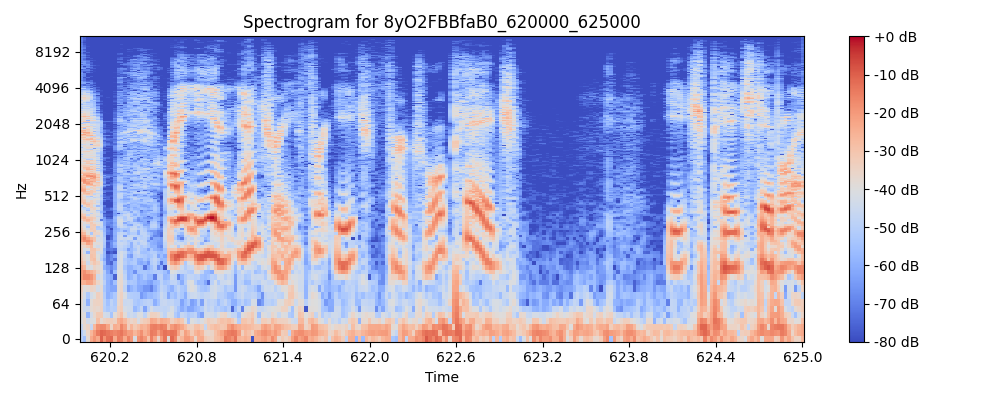 Spectrogram for 8yO2FBBfaB0_620000_625000
Hz
8192
4096
2048
1024
512
256
128
64
0
620.2 620.8 621.4 622.0 622.6 623.2 623.8 624.4 625.0
Time
+0 dB
-10 dB
-20 dB
-30 dB
-40 dB
-50 dB
-60 dB
-70 dB
-80 dB